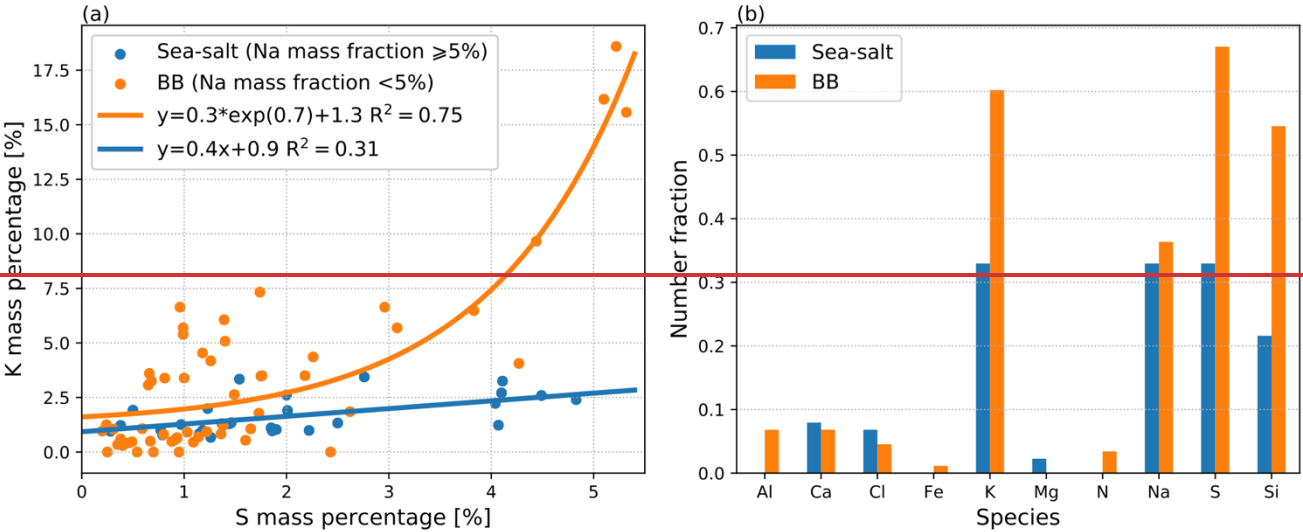 (a)
Sea-salt (Na mass fraction ⩾5%)
BB (Na mass fraction <5%)
y=0.3*exp(0.7)+1.3 R² = 0.75
y=0.4x+0.9 R² = 0.31
K mass percentage [%]
17.5
15.0
12.5
10.0
7.5
5.0
2.5
0.0
0 1 2 3 4 5
S mass percentage [%]
(b)
Sea-salt
BB
Number fraction
0.7
0.6
0.5
0.4
0.3
0.2
0.1
0.0
Al Ca Cl Fe K Mg N Na S Si
Species